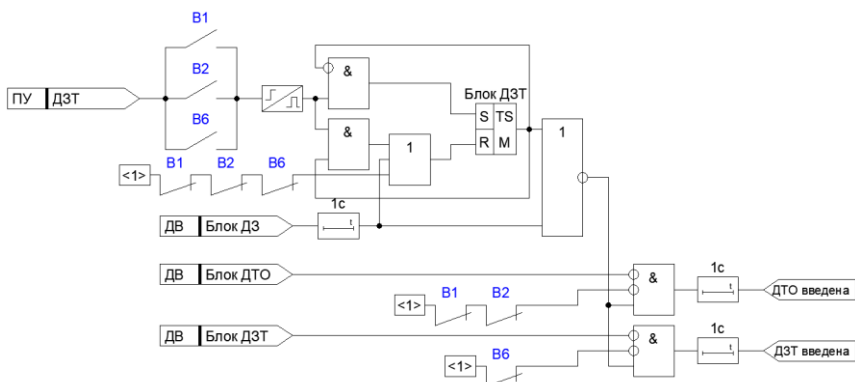 В1
В2
В6
ПУ ДЗТ
&
&
1
Блок ДЗТ
S TS
R M
1
<1>
В1 В2 В6
1с
ДВ Блок ДЗ
t
ДВ Блок ДТО
<1>
В1 В2
&
1с
t
ДТО введена
ДВ Блок ДЗТ
<1>
В6
&
1с
t
ДЗТ введена